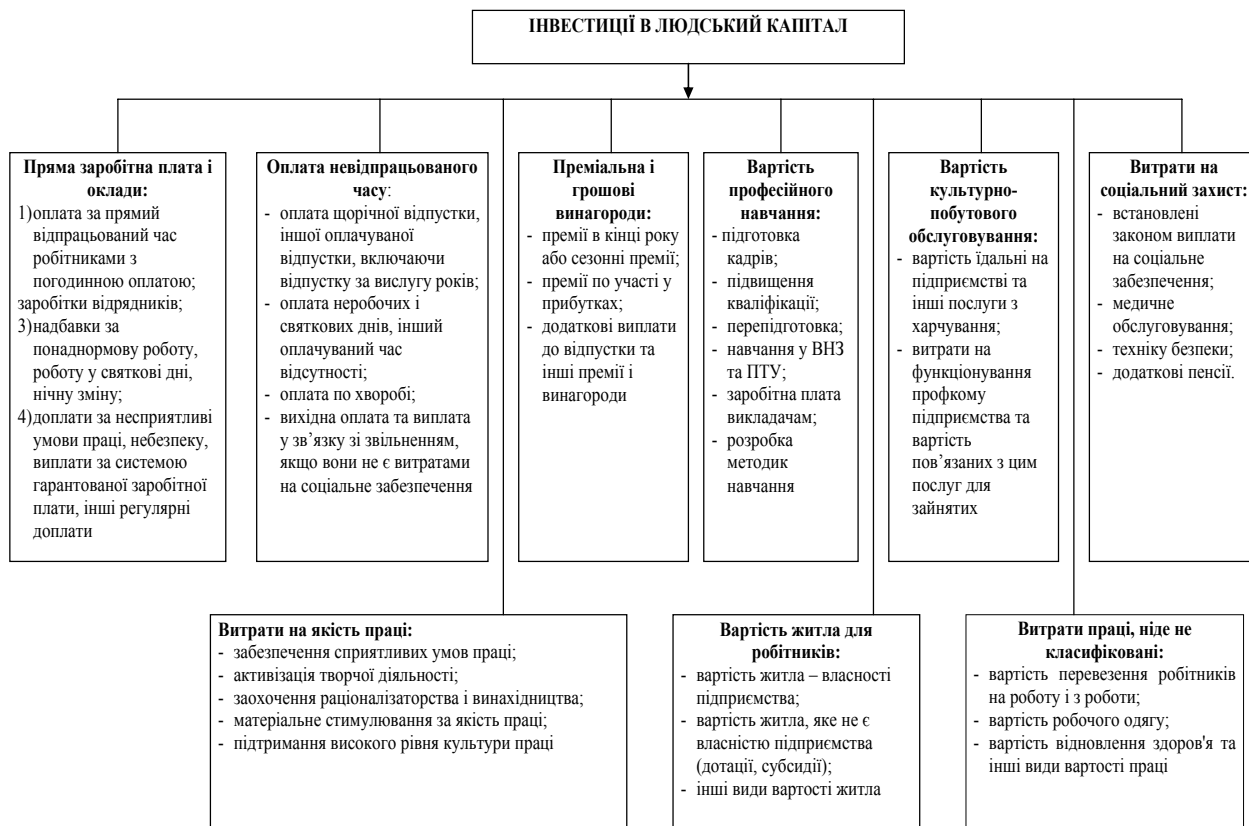 ІНВЕСТИЦІЇ В ЛЮДСЬКИЙ КАПІТАЛ
Пряма заробітна плата і
оклади:
1)оплата за прямий
відпрацьований час
робітниками з
погодинною оплатою;
заробітки відрядників;
3)надбавки за
понаднормову роботу,
роботу у святкові дні,
нічну зміну;
4)доплати за несприятливі
умови праці, небезпеку,
виплати за системою
гарантованої заробітної
плати, інші регулярні
доплати
Оплата невідпрацьованого
часу:
- оплата щорічної відпустки,
іншої оплачуваної
відпустки, включаючи
відпустку за вислугу років;
- оплата неробочих і
святкових днів, інший
оплачуваний час
відсутності;
- оплата по хворобі;
- вихідна оплата та виплата
у зв’язку зі звільненням,
якщо вони не є витратами
на соціальне забезпечення
Преміальна і
грошові
винагороди:
- премії в кінці року
або сезонні премії;
- премії по участі у
прибутках;
- додаткові виплати
до відпустки та
інші премії і
винагороди
Вартість
професійного
навчання:
- підготовка
кадрів;
- підвищення
кваліфікації;
- перепідготовка;
- навчання у ВНЗ
та ПТУ;
- заробітна плата
викладачам;
- розробка
методик
навчання
Вартість
культурно-
побутового
обслуговування:
- вартість їдальні на
підприємстві та
інші послуги з
харчування;
- витрати на
функціонування
профкому
підприємства та
вартість
пов’язаних з цим
послуг для
зайнятих
Витрати на
соціальний захист:
- встановлені
законом виплати
на соціальне
забезпечення;
- медичне
обслуговування;
- техніку безпеки;
- додаткові пенсії.
Витрати на якість праці:
- забезпечення сприятливих умов праці;
- активізація творчої діяльності;
- заохочення раціоналізаторства і винахідництва;
- матеріальне стимулювання за якість праці;
- підтримання високого рівня культури праці
Вартість житла для
робітників:
- вартість житла – власності
підприємства;
- вартість житла, яке не є
власністю підприємства
(дотації, субсидії);
- інші види вартості житла
Витрати праці, ніде не
класифіковані:
- вартість перевезення робітників
на роботу і з роботи;
- вартість робочого одягу;
- вартість відновлення здоров'я та
інші види вартості праці